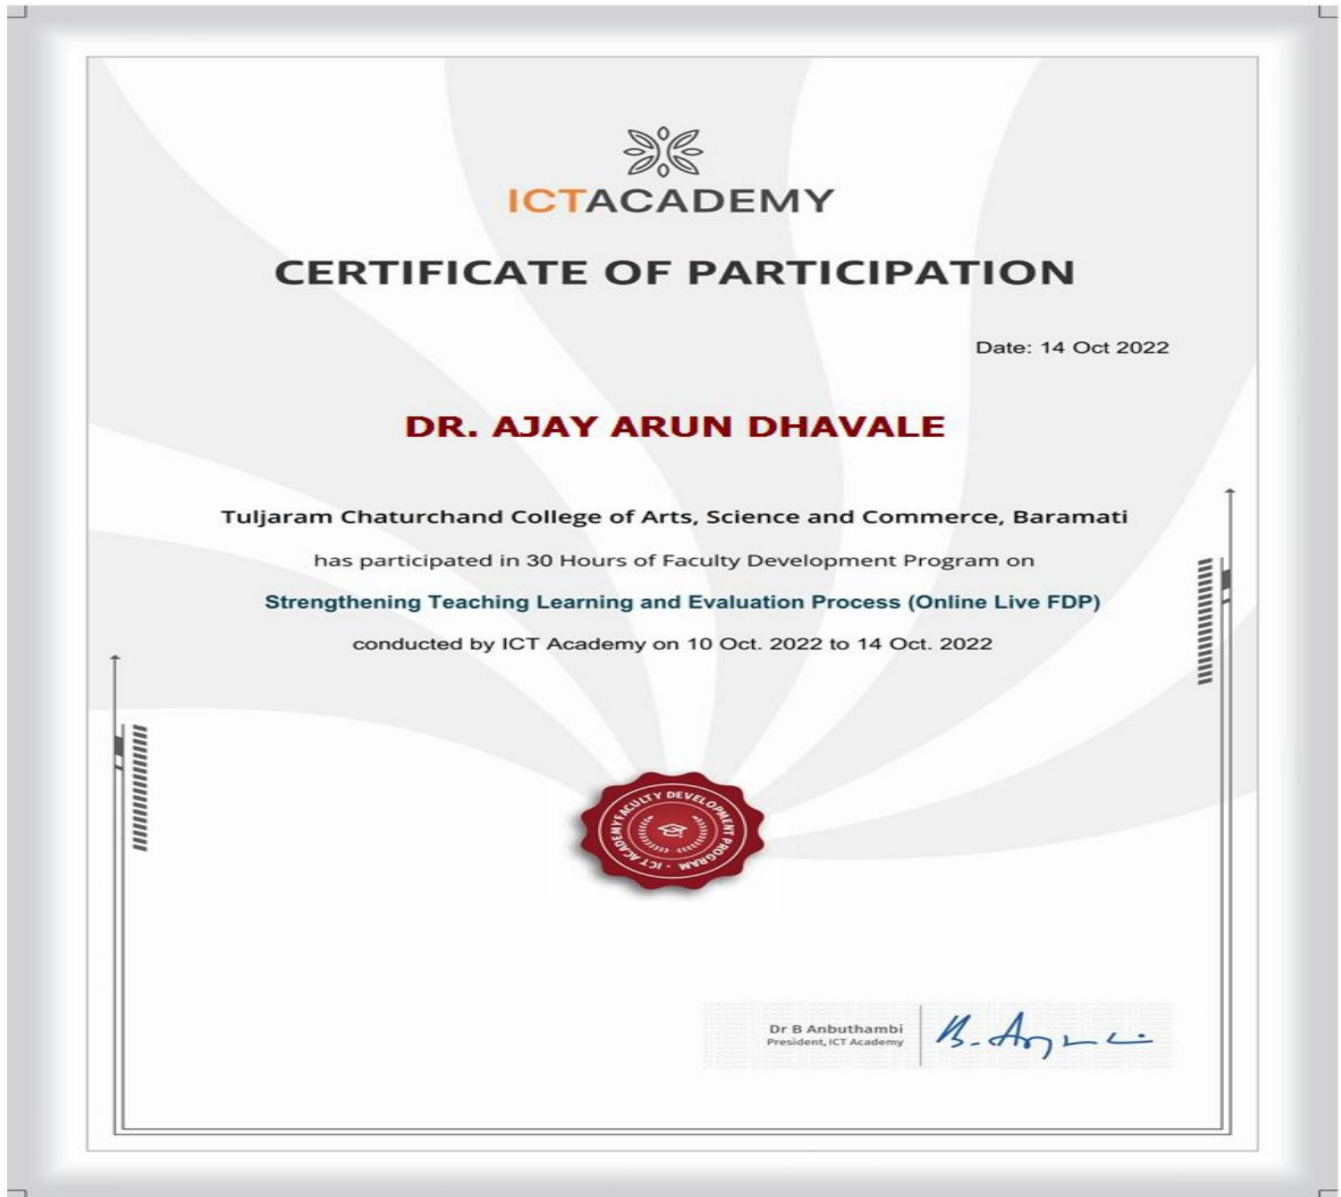 ICTACADEMY
CERTIFICATE OF PARTICIPATION
Date: 14 Oct 2022
DR. AJAY ARUN DHAVALE
Tuljaram Chaturchand College of Arts, Science and Commerce, Baramati
has participated in 30 Hours of Faculty Development Program on
Strengthening Teaching Learning and Evaluation Process (Online Live FDP)
conducted by ICT Academy on 10 Oct. 2022 to 14 Oct. 2022
FACULTY DEVELOPMENT PROGRAM · ICT ACADEMY
Dr B Anbuthambi
President, ICT Academy